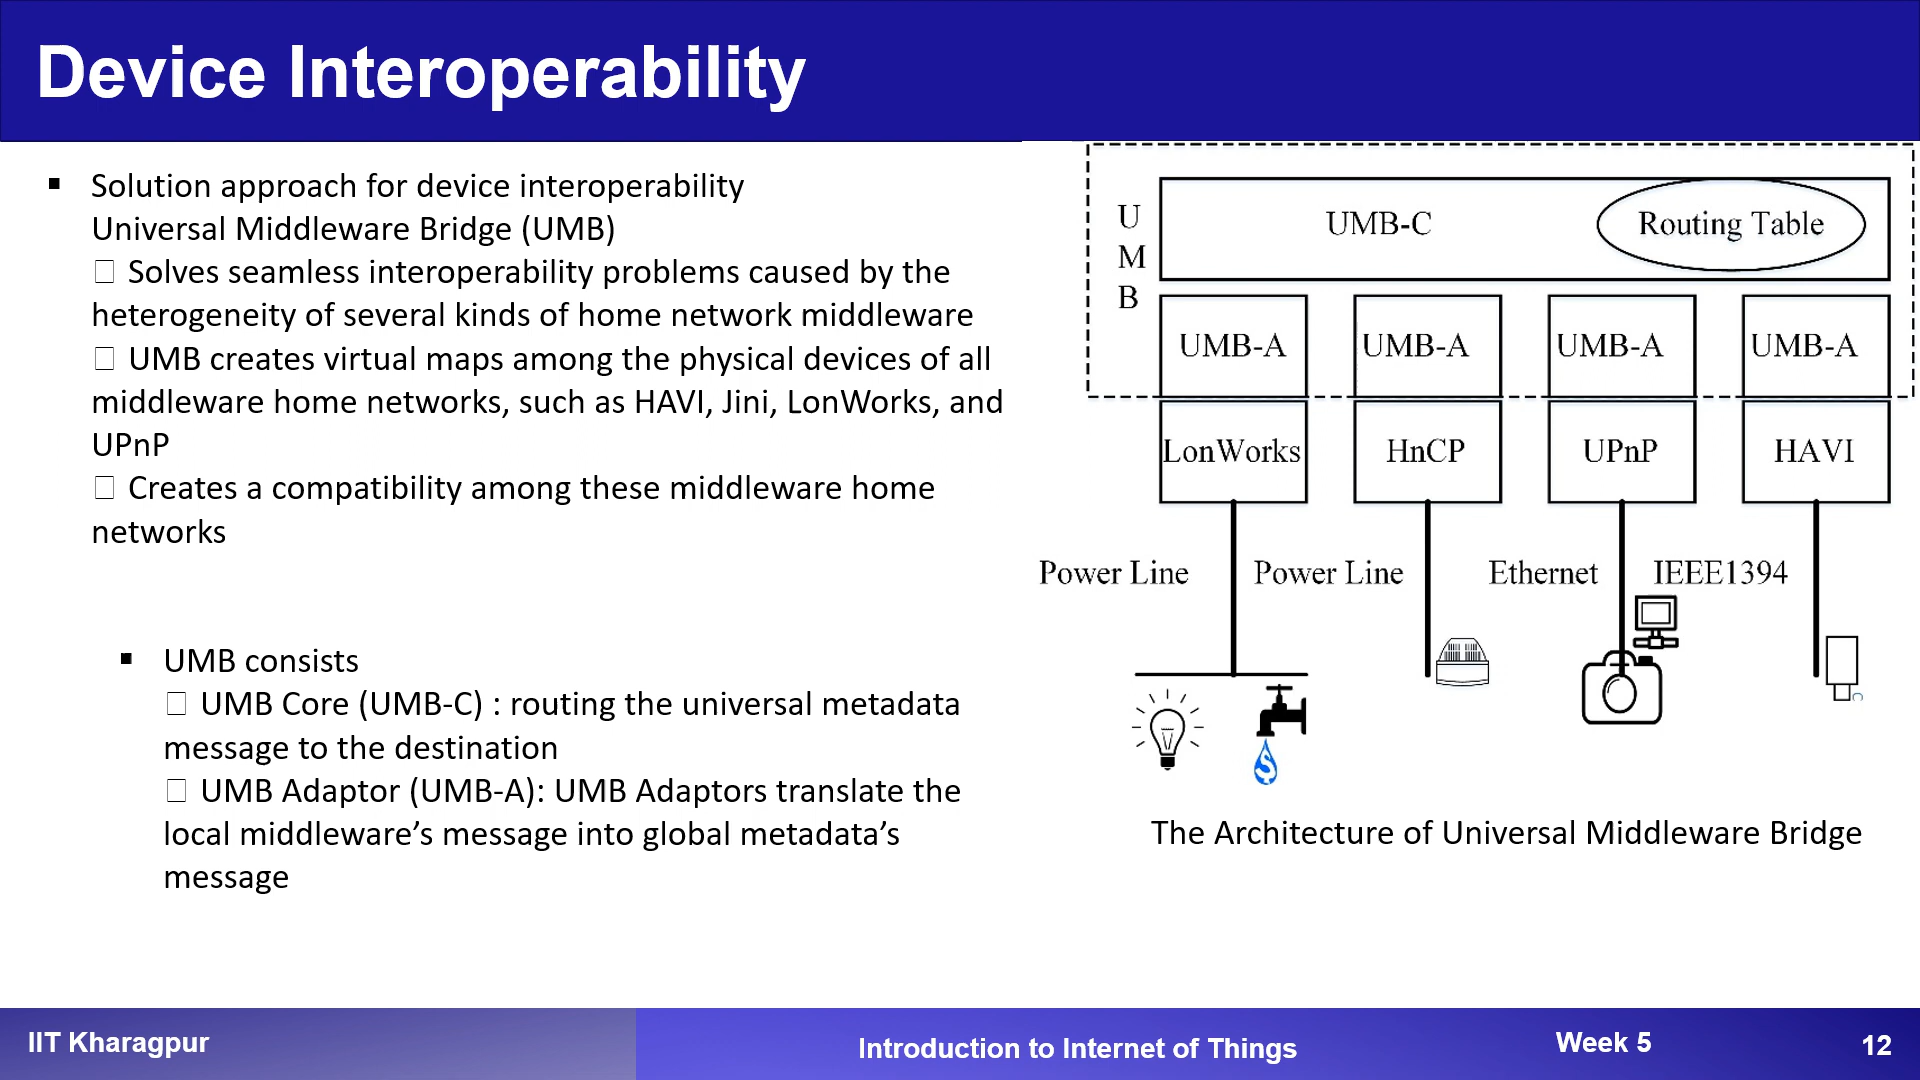 Device Interoperability
▪ Solution approach for device interoperability
Universal Middleware Bridge (UMB)
□ Solves seamless interoperability problems caused by the
heterogeneity of several kinds of home network middleware
□ UMB creates virtual maps among the physical devices of all
middleware home networks, such as HAVI, Jini, LonWorks, and
UPnP
□ Creates a compatibility among these middleware home
networks
▪ UMB consists
□ UMB Core (UMB-C) : routing the universal metadata
message to the destination
□ UMB Adaptor (UMB-A): UMB Adaptors translate the
local middleware’s message into global metadata’s
message
U
M
B
UMB-C
Routing Table
UMB-A UMB-A UMB-A UMB-A
LonWorks HnCP UPnP HAVI
Power Line Power Line Ethernet IEEE1394
The Architecture of Universal Middleware Bridge
IIT Kharagpur
Introduction to Internet of Things
Week 5
12